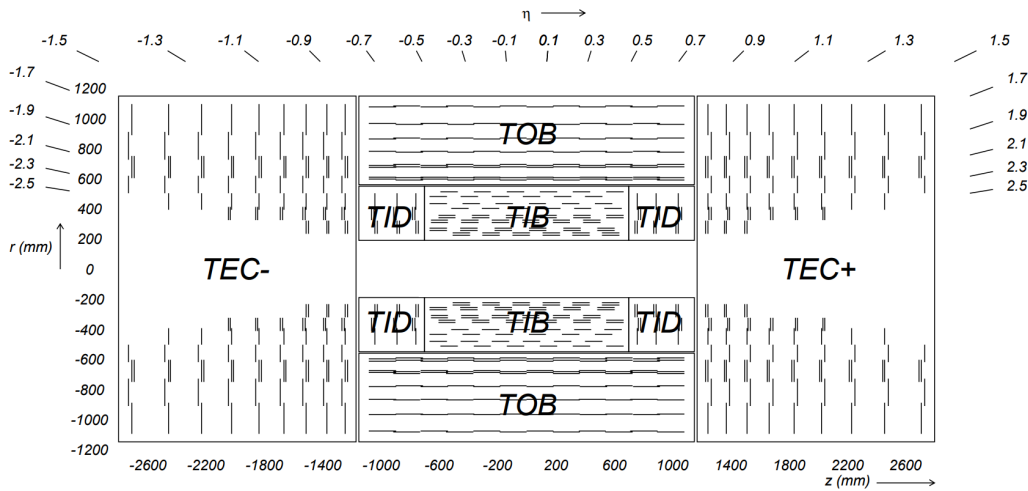 η
-1.5 -1.3 -1.1 -0.9 -0.7 -0.5 -0.3 -0.1 0.1 0.3 0.5 0.7 0.9 1.1 1.3 1.5
-1.7 1.7
1200
-1.9 1000 1.9
-2.1 800 TOB 2.1
-2.3 2.3
-2.5 600 2.5
400
TID TIB TID
r (mm) 200
0 TEC- TEC+
-200
TID TIB TID
-400
-600
-800
TOB
-1000
-1200
-2600 -2200 -1800 -1400 -1000 -600 -200 200 600 1000 1400 1800 2200 2600
z (mm)